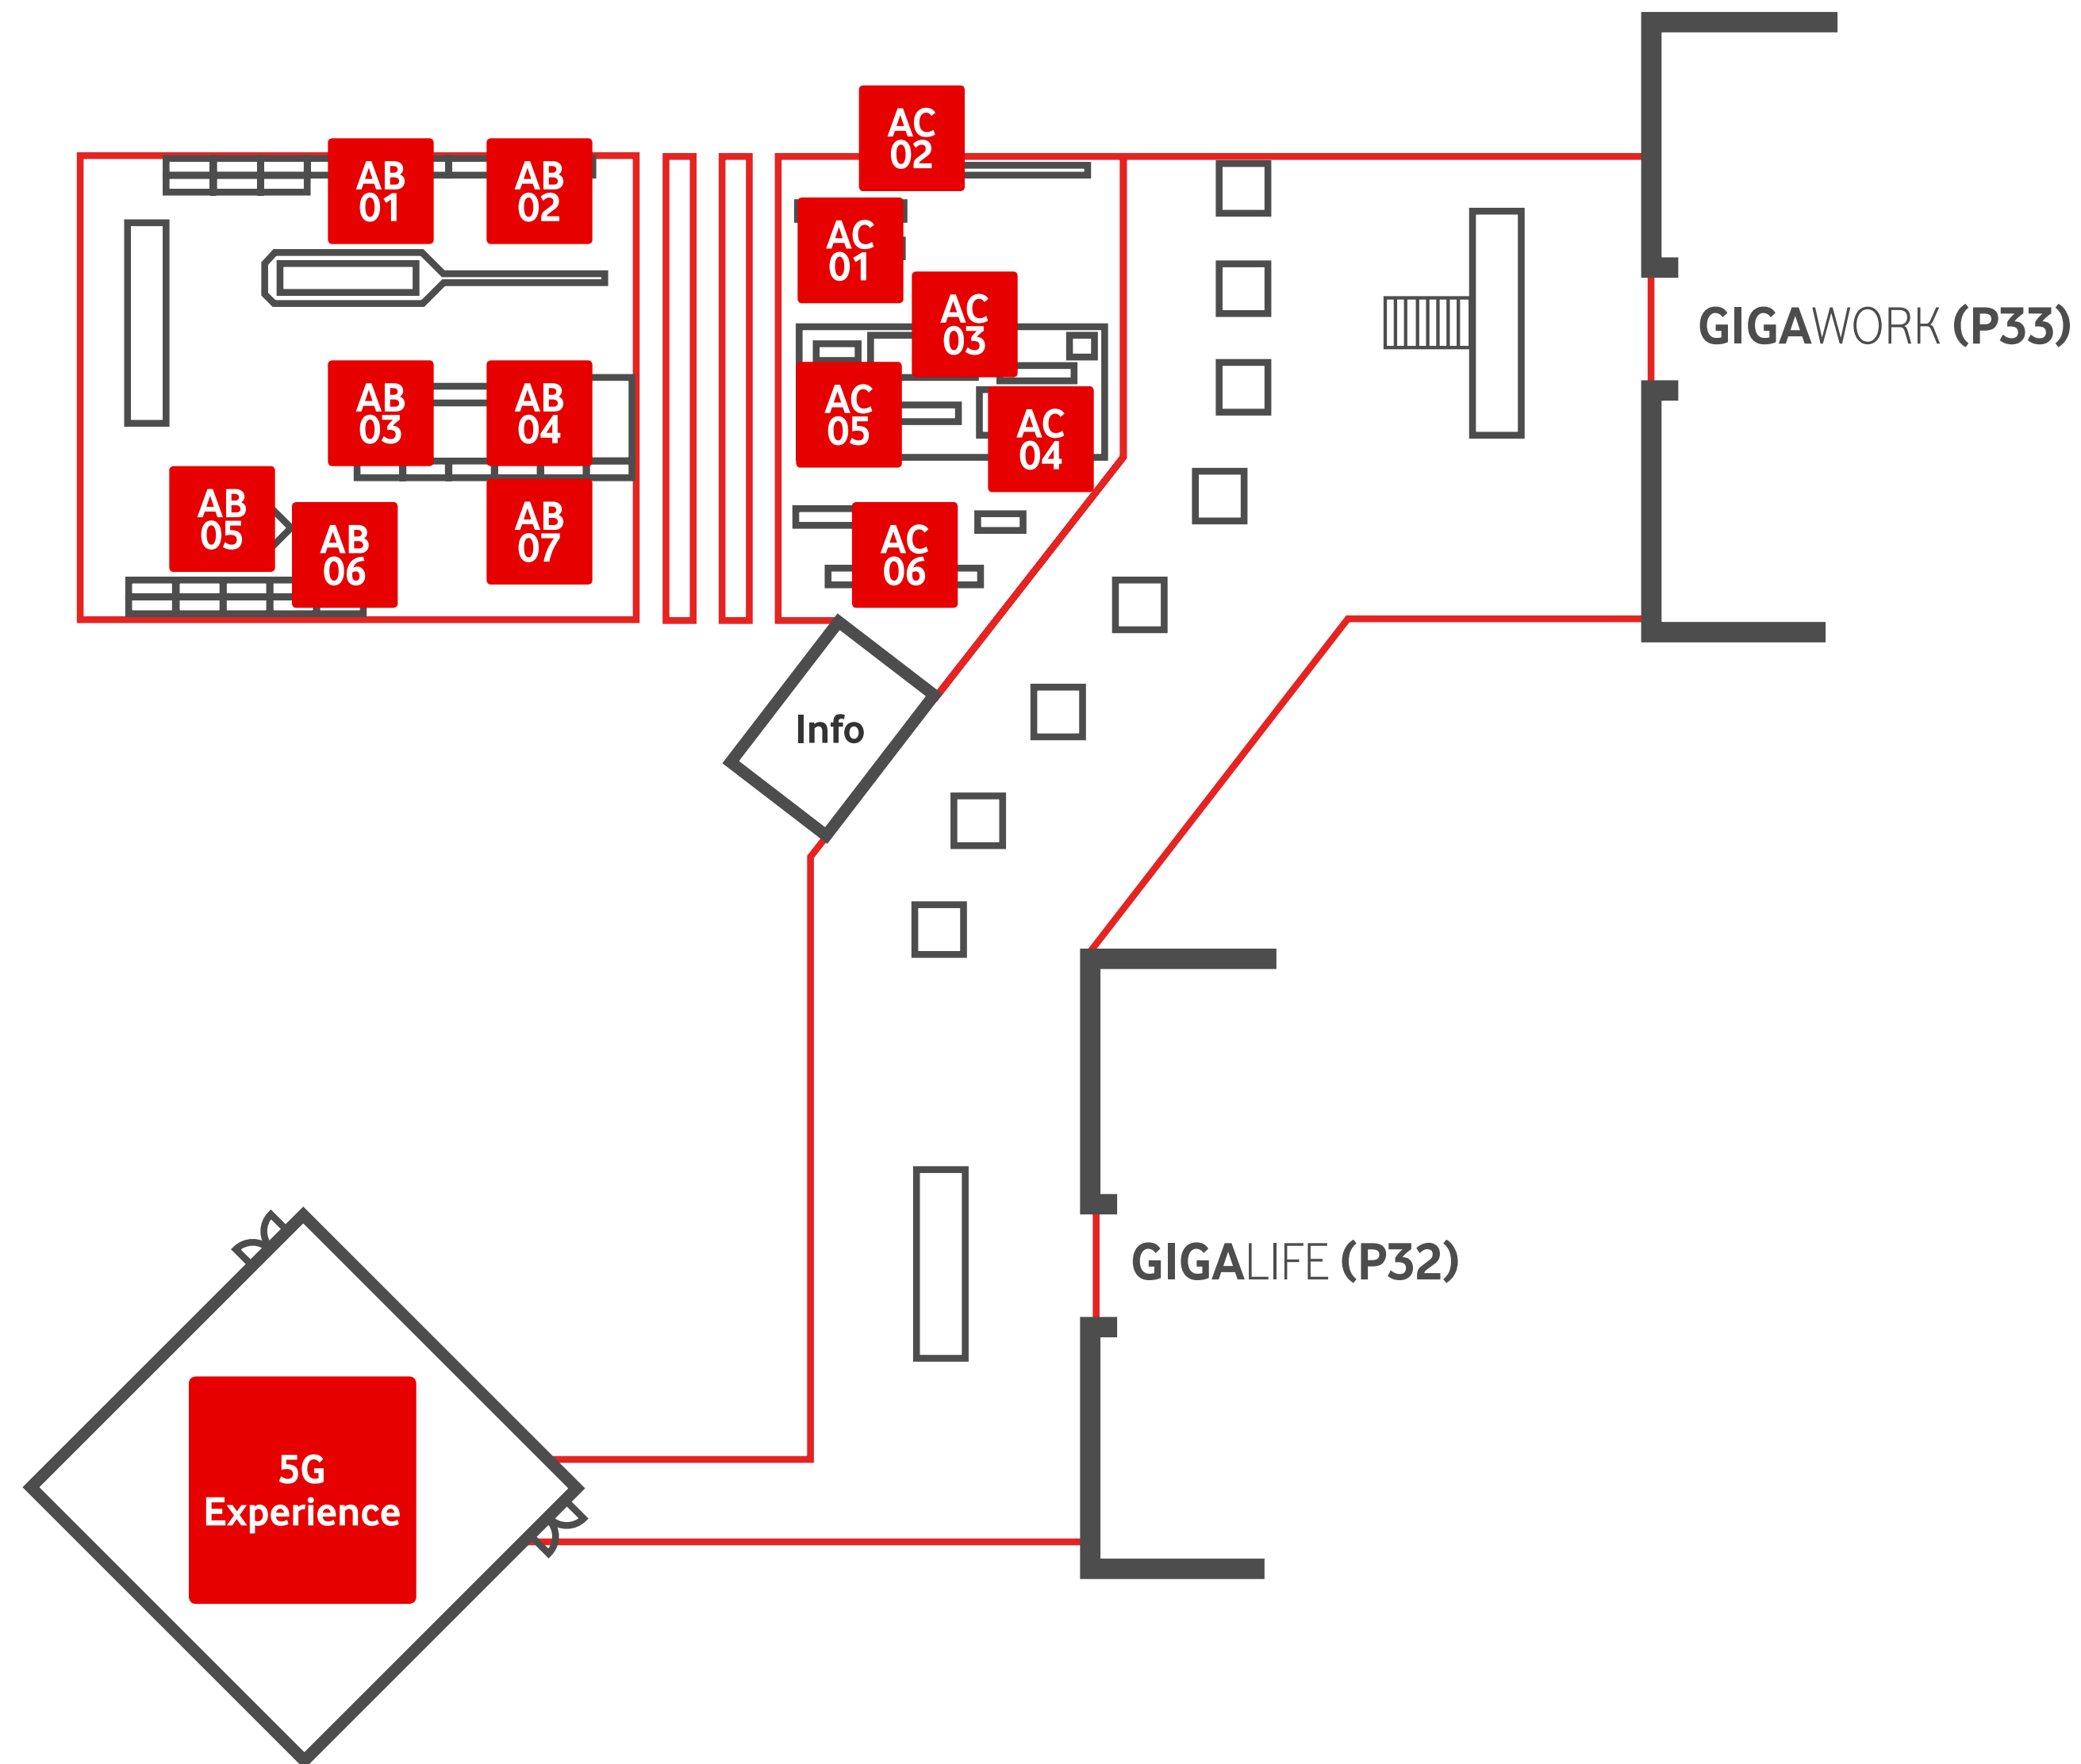 AC
02
AB
01
AB
02
AC
01
AC
03
GIGAWORX (P33)
AB
03
AB
04
AC
05
AC
04
AB
05
AB
06
AB
07
AC
06
Info
GIGALIFE (P32)
5G
Experience